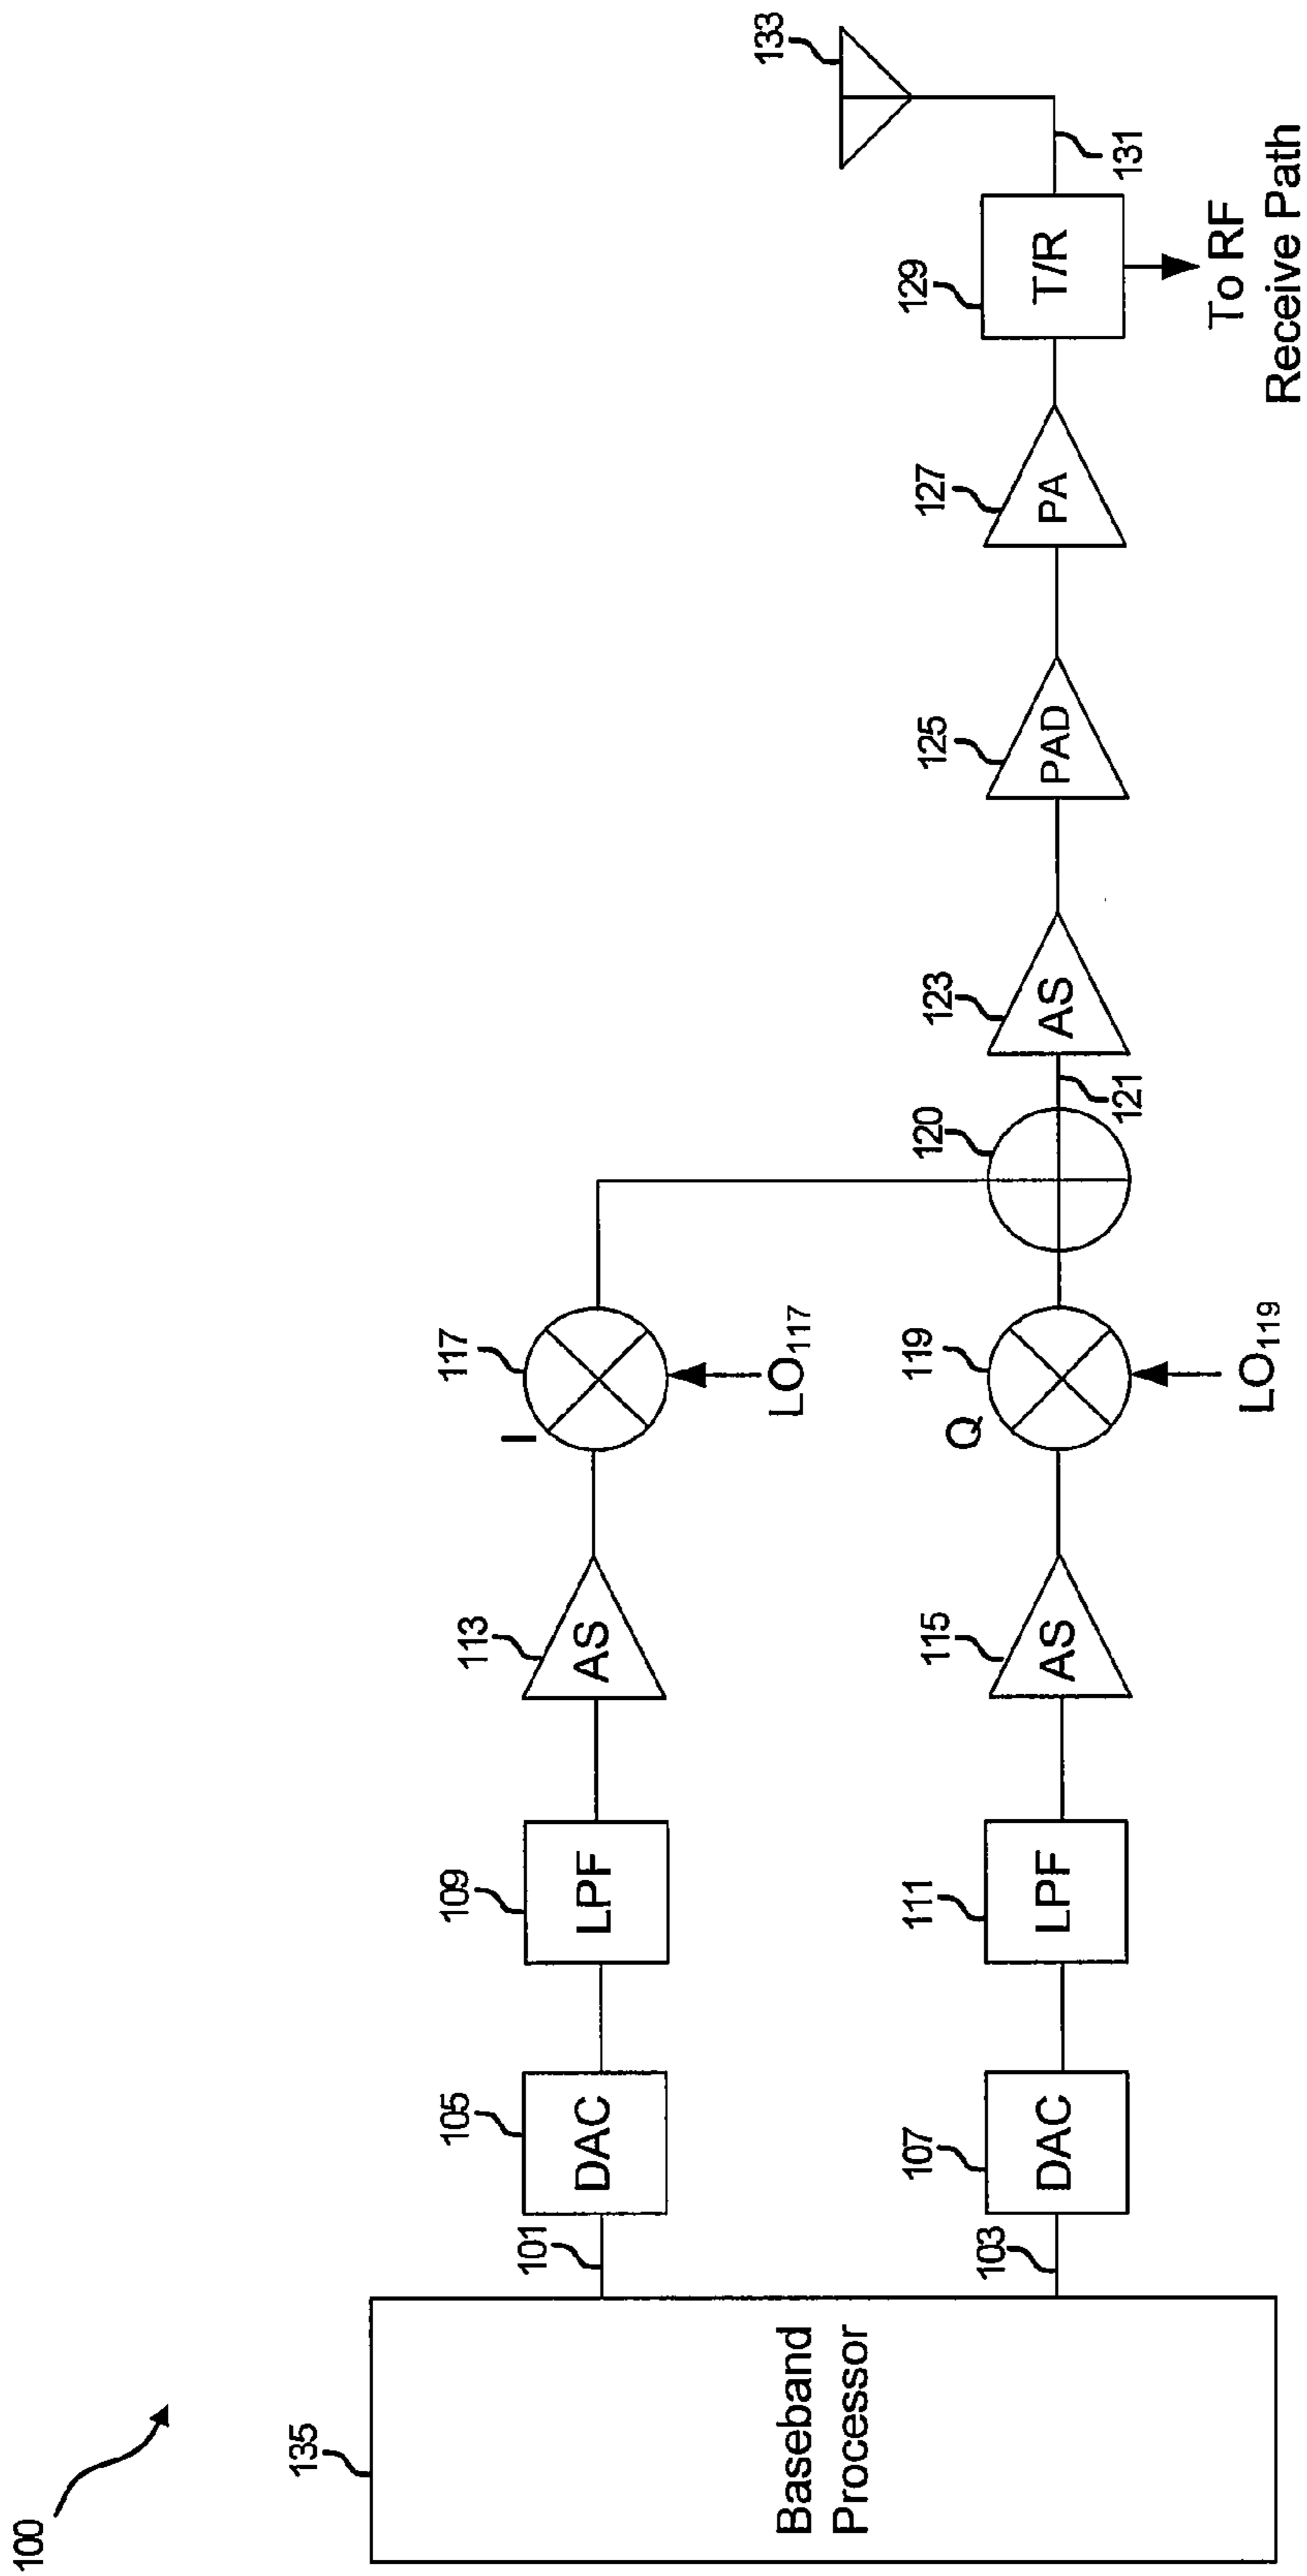 100
135
Baseband
Processor
101
105
DAC
109
LPF
113
AS
I
117
LO117
103
107
DAC
111
LPF
115
AS
Q
119
LO119
120
121
123
AS
125
PAD
127
PA
129
T/R
131
133
To RF
Receive Path